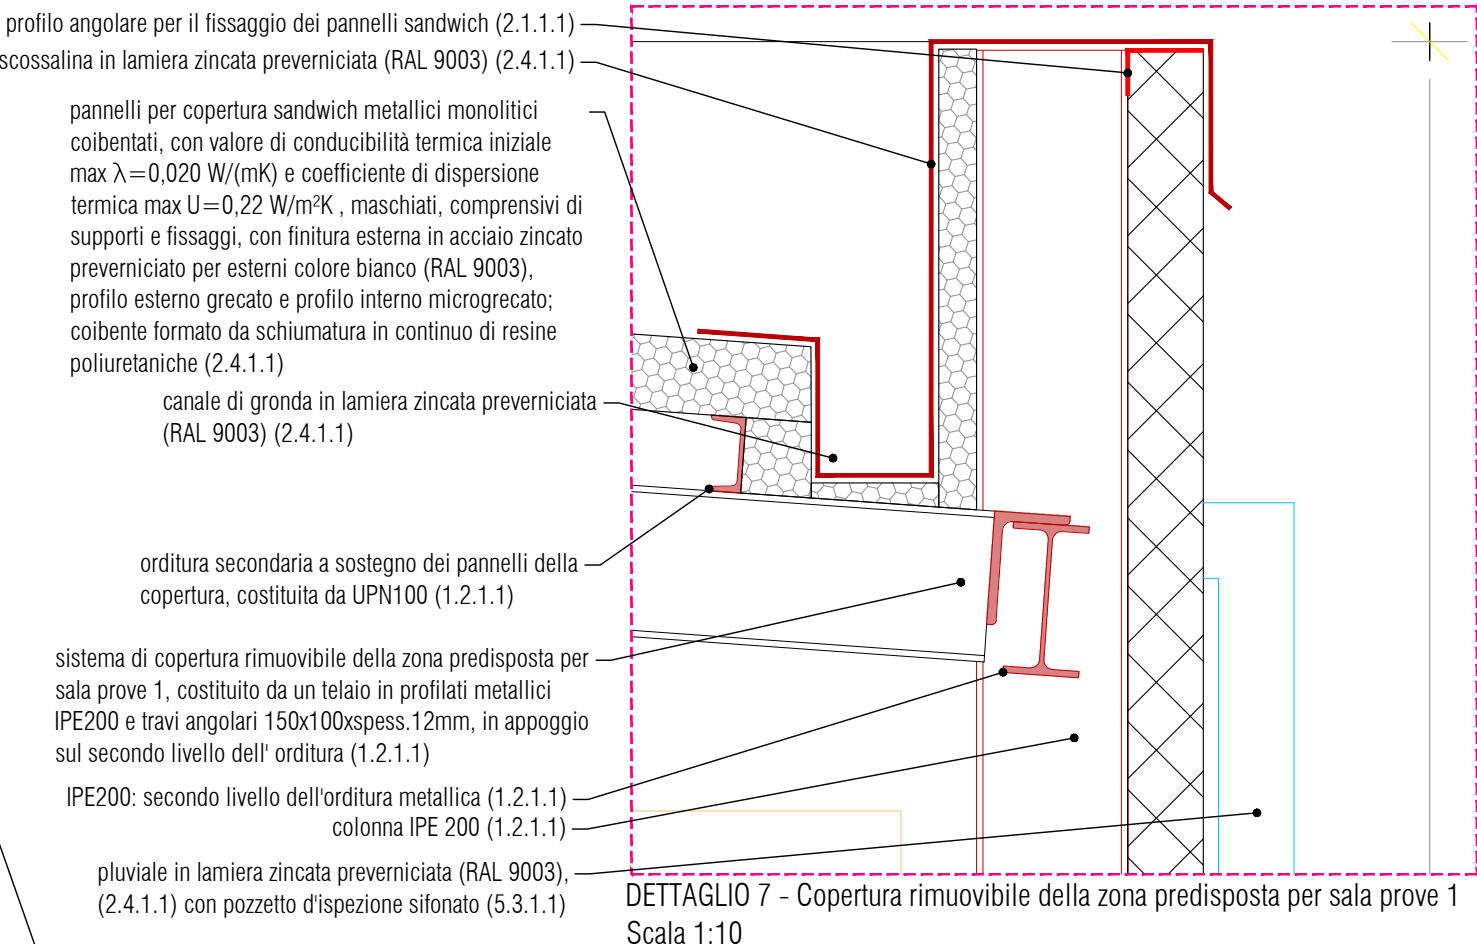 profilo angolare per il fissaggio dei pannelli sandwich (2.1.1.1)
scossalina in lamiera zincata preverniciata (RAL 9003) (2.4.1.1)
pannelli per copertura sandwich metallici monolitici
coibentati, con valore di conducibilità termica iniziale
max λ=0,020 W/(mK) e coefficiente di dispersione
termica max U=0,22 W/m²K , maschiati, comprensivi di
supporti e fissaggi, con finitura esterna in acciaio zincato
preverniciato per esterni colore bianco (RAL 9003),
profilo esterno grecato e profilo interno microgrecato;
coibente formato da schiumatura in continuo di resine
poliuretaniche (2.4.1.1)
canale di gronda in lamiera zincata preverniciata
(RAL 9003) (2.4.1.1)
orditura secondaria a sostegno dei pannelli della
copertura, costituita da UPN100 (1.2.1.1)
sistema di copertura rimuovibile della zona predisposta per
sala prove 1, costituito da un telaio in profilati metallici
IPE200 e travi angolari 150x100xspess.12mm, in appoggio
sul secondo livello dell' orditura (1.2.1.1)
IPE200: secondo livello dell'orditura metallica (1.2.1.1)
colonna IPE 200 (1.2.1.1)
pluviale in lamiera zincata preverniciata (RAL 9003),
(2.4.1.1) con pozzetto d'ispezione sifonato (5.3.1.1)
DETTAGLIO 7 - Copertura rimuovibile della zona predisposta per sala prove 1
Scala 1:10